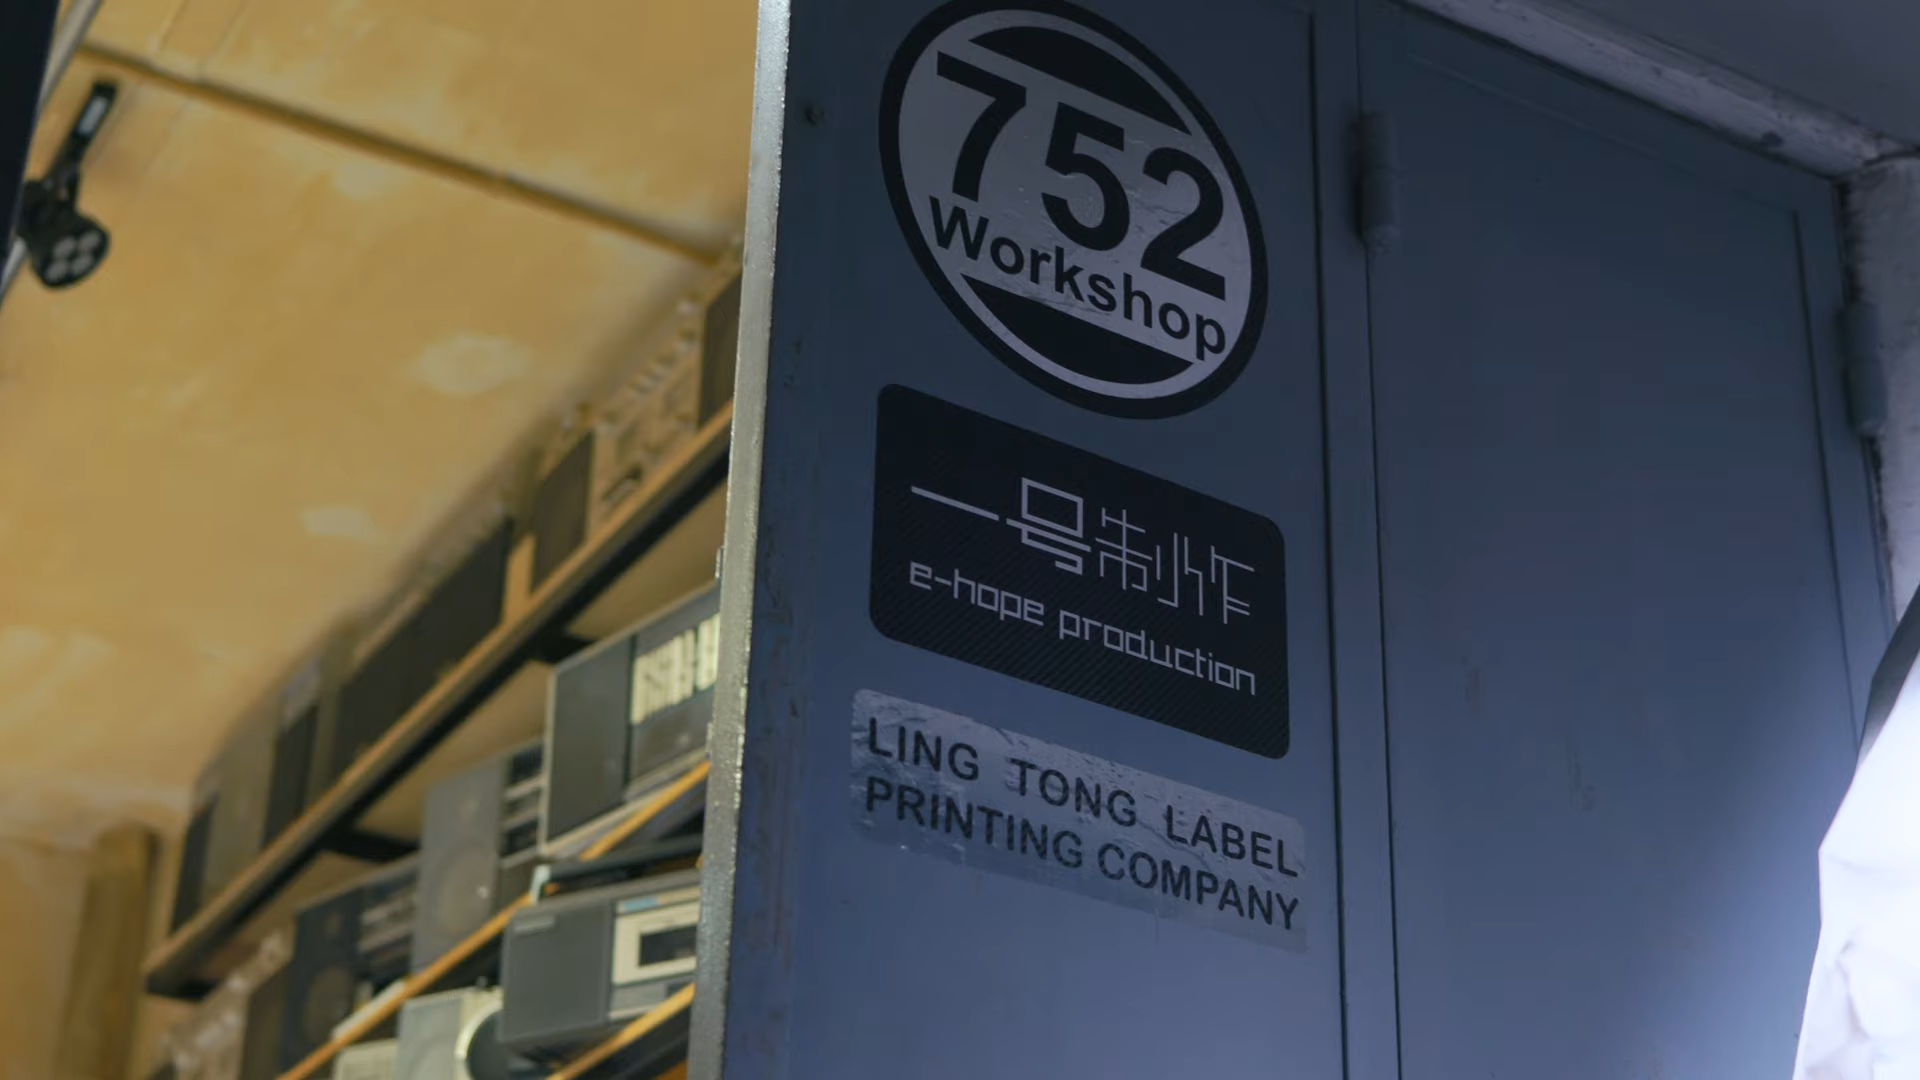 752
Workshop
一号制作
e-hope production
LING TONG LABEL
PRINTING COMPANY